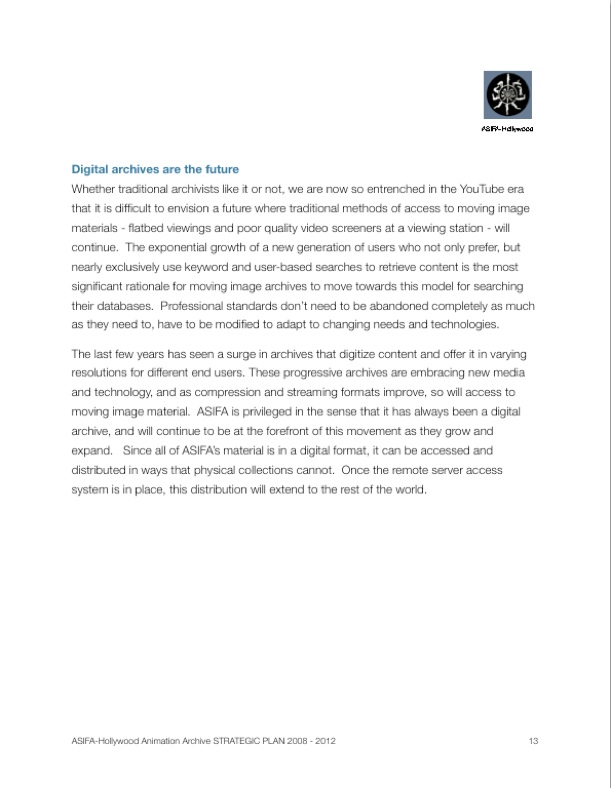 ASIFA-Hollywood
Digital archives are the future
Whether traditional archivists like it or not, we are now so entrenched in the YouTube era
that it is difficult to envision a future where traditional methods of access to moving image
materials - flatbed viewings and poor quality video screeners at a viewing station - will
continue.  The exponential growth of a new generation of users who not only prefer, but
nearly exclusively use keyword and user-based searches to retrieve content is the most
significant rationale for moving image archives to move towards this model for searching
their databases.  Professional standards don't need to be abandoned completely as much
as they need to, have to be modified to adapt to changing needs and technologies.
The last few years has seen a surge in archives that digitize content and offer it in varying
resolutions for different end users. These progressive archives are embracing new media
and technology, and as compression and streaming formats improve, so will access to
moving image material.  ASIFA is privileged in the sense that it has always been a digital
archive, and will continue to be at the forefront of this movement as they grow and
expand.   Since all of ASIFA's material is in a digital format, it can be accessed and
distributed in ways that physical collections cannot.  Once the remote server access
system is in place, this distribution will extend to the rest of the world.
ASIFA-Hollywood Animation Archive STRATEGIC PLAN 2008 - 2012 13